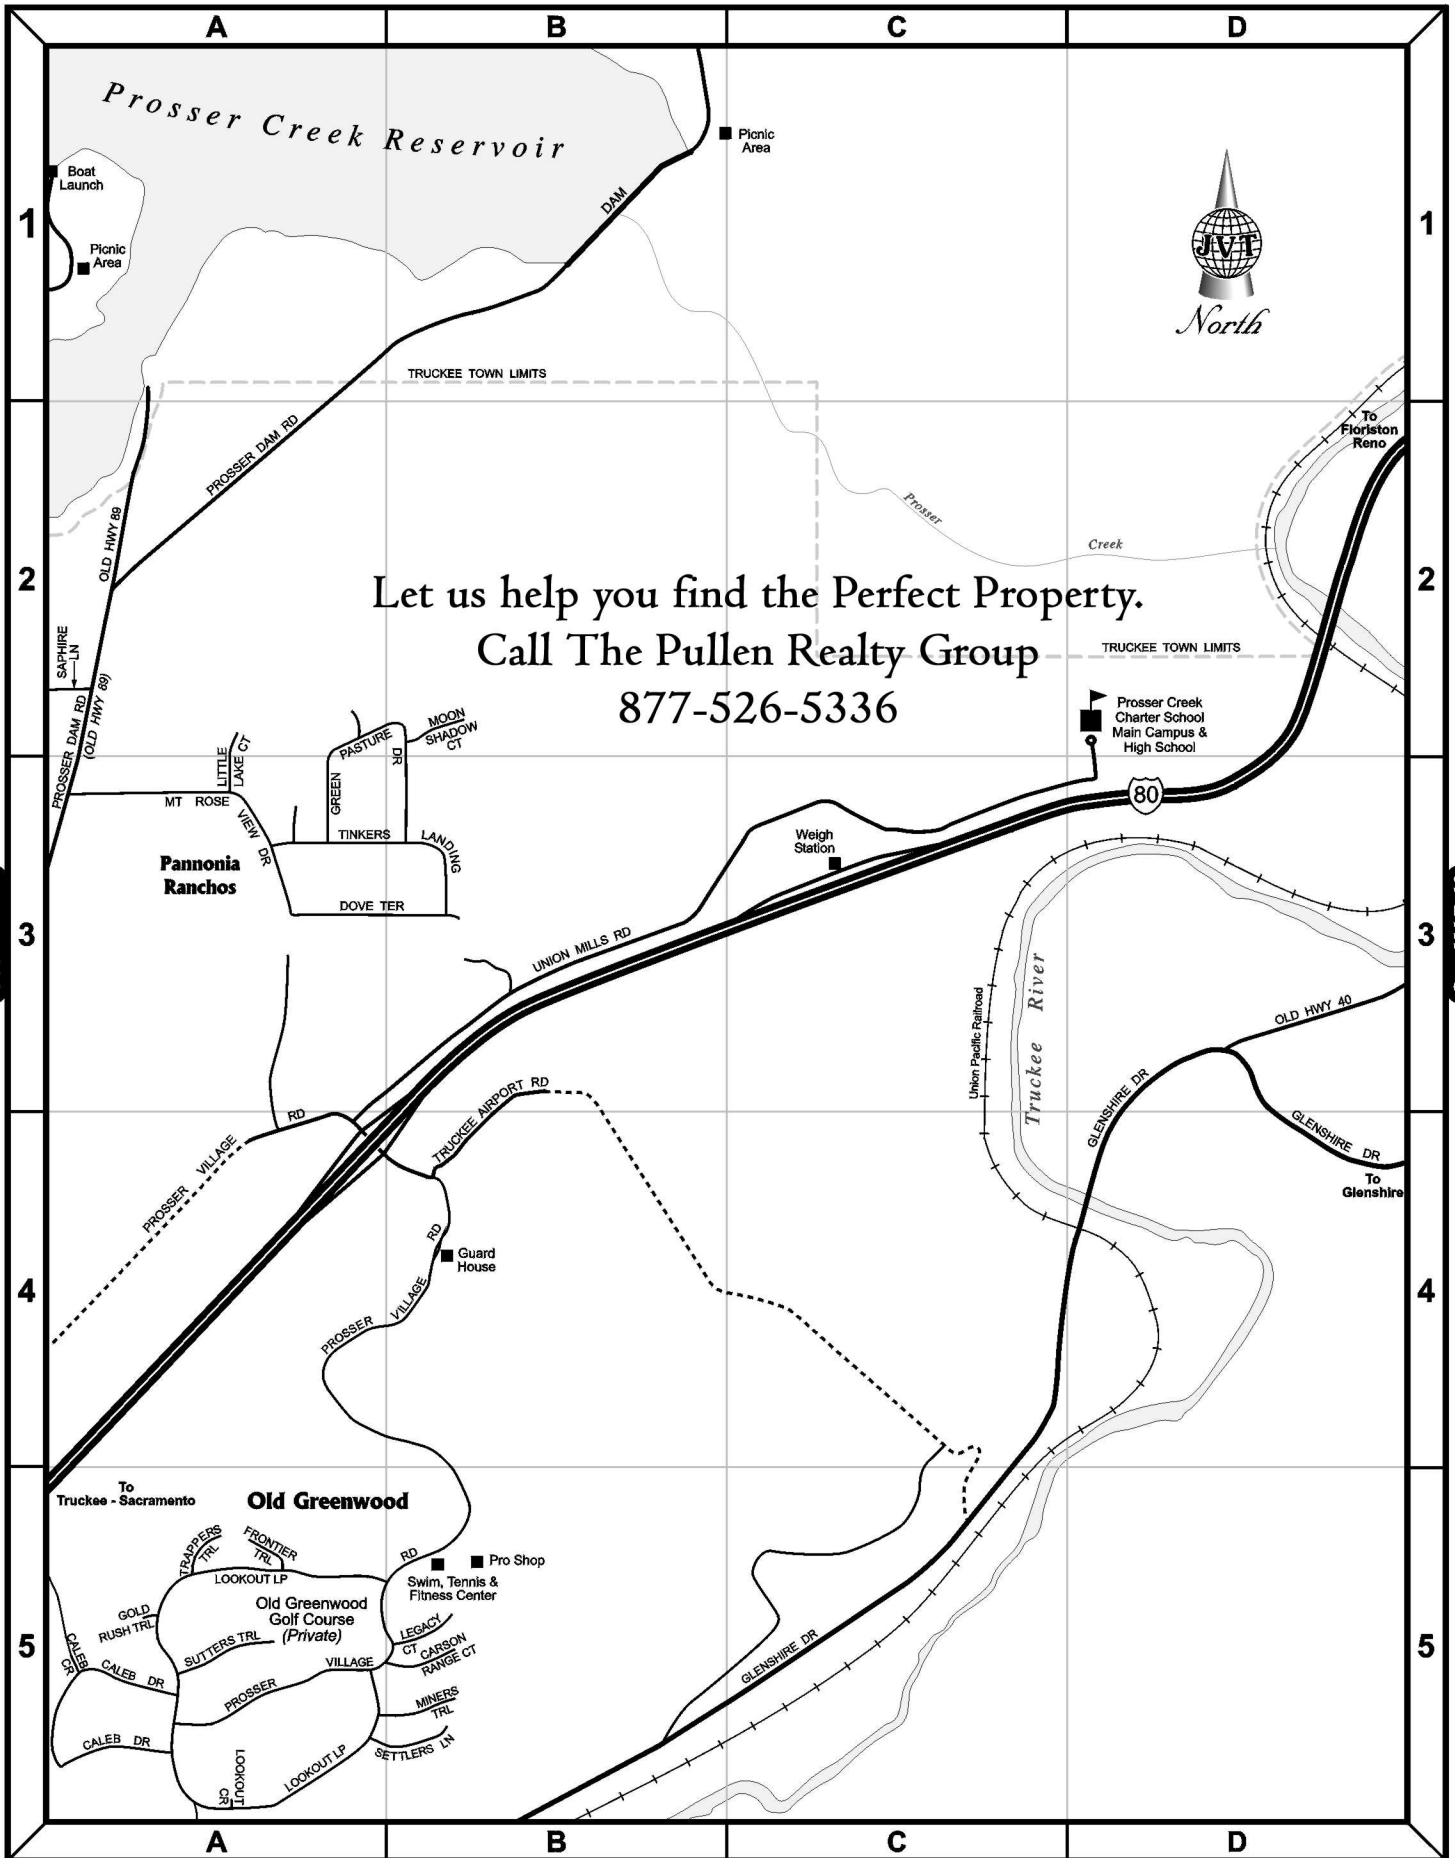 A B C D
Prosser Creek Reservoir
Picnic
Area
Boat
Launch
Picnic
Area
DAM
1 1
JVT
North
TRUCKEE TOWN LIMITS
To
Floriston
Reno
PROSSER DAM RD
OLD HWY 89
Prosser
Creek
2 2
Let us help you find the Perfect Property.
Call The Pullen Realty Group
877-526-5336
SAPHIRE
LN
TRUCKEE TOWN LIMITS
PROSSER DAM RD
(OLD HWY 89)
Prosser Creek
Charter School
Main Campus &
High School
MOON
SHADOW
CT
PASTURE
DR
GREEN
LITTLE
LAKE CT
MT ROSE
VIEW DR
TINKERS
LANDING
80
Weigh
Station
Pannonia
Ranchos
DOVE TER
3 3
UNION MILLS RD
Union Pacific Railroad
Truckee River
OLD HWY 40
TRUCKEE AIRPORT RD
GLENSHIRE DR
GLENSHIRE DR
To
Glenshire
RD
VILLAGE
PROSSER
RD
Guard
House
VILLAGE
PROSSER
4 4
To
Truckee - Sacramento
Old Greenwood
TRAPPERS
TRL
FRONTIER
TRL
RD
Pro Shop
Swim, Tennis &
Fitness Center
LOOKOUT LP
Old Greenwood
Golf Course
(Private)
GOLD
RUSH TRL
LEGACY
CT
CARSON
RANGE CT
SUTTERS TRL
5 5
CALEB
CR
CALEB DR
VILLAGE
PROSSER
GLENSHIRE DR
MINERS
TRL
CALEB DR
SETTLERS LN
LOOKOUT
CR
LOOKOUT LP
A B C D